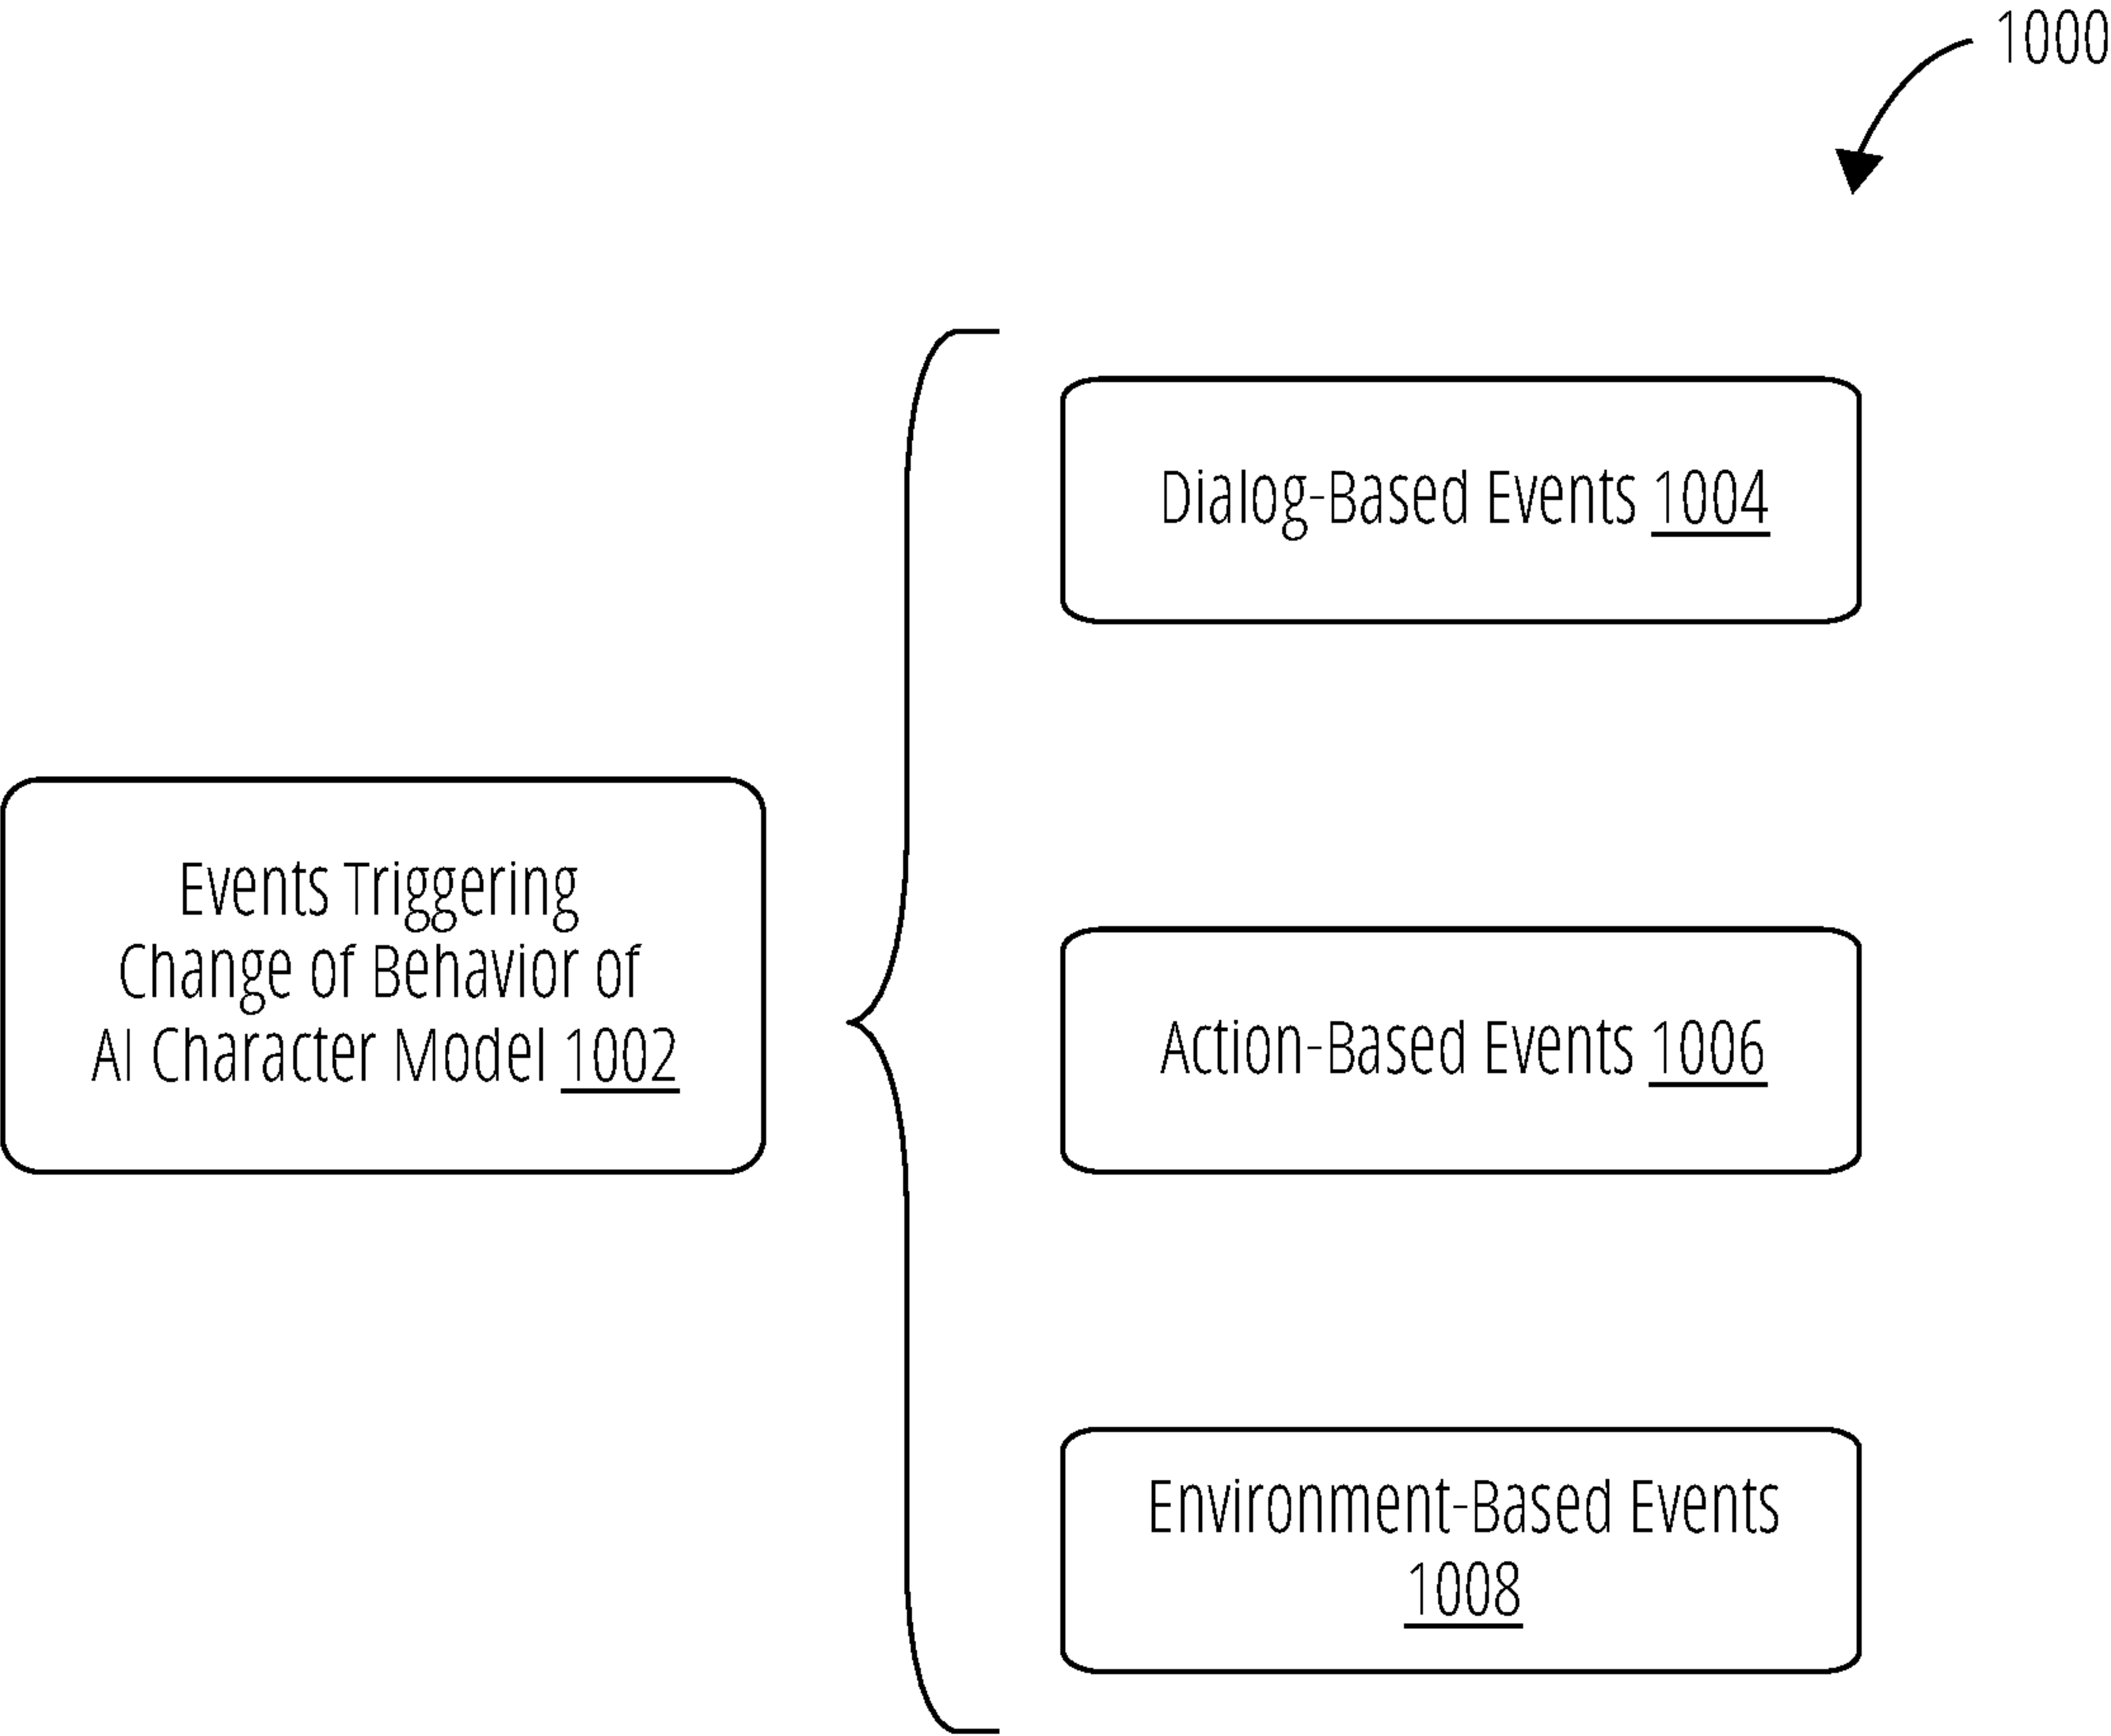 1000
Dialog-Based Events 1004
Events Triggering
Change of Behavior of
AI Character Model 1002
Action-Based Events 1006
Environment-Based Events
1008